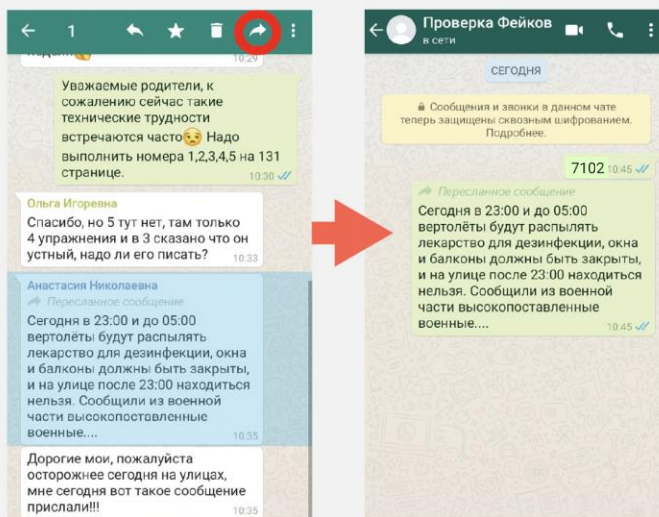 1
10:29
Уважаемые родители, к
сожалению сейчас такие
технические трудности
встречаются часто😥 Надо
выполнить номера 1,2,3,4,5 на 131
странице.
10:30
Ольга Игоревна
Спасибо, но 5 тут нет, там только
4 упражнения и в 3 сказано что он
устный, надо ли его писать?
10:33
Анастасия Николаевна
Пересланное сообщение
Сегодня в 23:00 и до 05:00
вертолёты будут распылять
лекарство для дезинфекции, окна
и балконы должны быть закрыты,
и на улице после 23:00 находиться
нельзя. Сообщили из военной
части высокопоставленные
военные....
10:35
Дорогие мои, пожалуйста
осторожнее сегодня на улицах,
мне сегодня вот такое сообщение
прислали!!!
10:35
Проверка Фейков
в сети
СЕГОДНЯ
Сообщения и звонки в данном чате
теперь защищены сквозным шифрованием.
Подробнее.
7102 10:45
Пересланное сообщение
Сегодня в 23:00 и до 05:00
вертолёты будут распылять
лекарство для дезинфекции, окна
и балконы должны быть закрыты,
и на улице после 23:00 находиться
нельзя. Сообщили из военной
части высокопоставленные
военные....
10:45